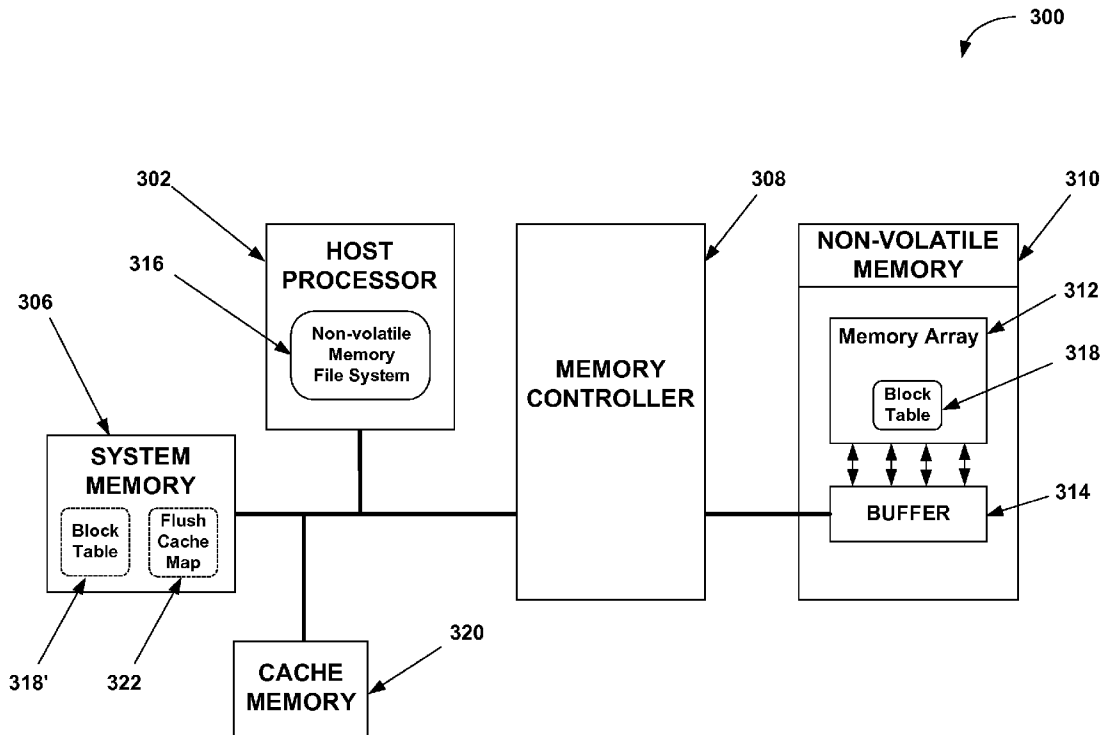 300
302
308
310
HOST
PROCESSOR
NON-VOLATILE
MEMORY
316
312
306
Non-volatile
Memory
File System
Memory Array
318
MEMORY
CONTROLLER
Block
Table
SYSTEM
MEMORY
314
BUFFER
Block
Table
Flush
Cache
Map
320
318'
322
CACHE
MEMORY